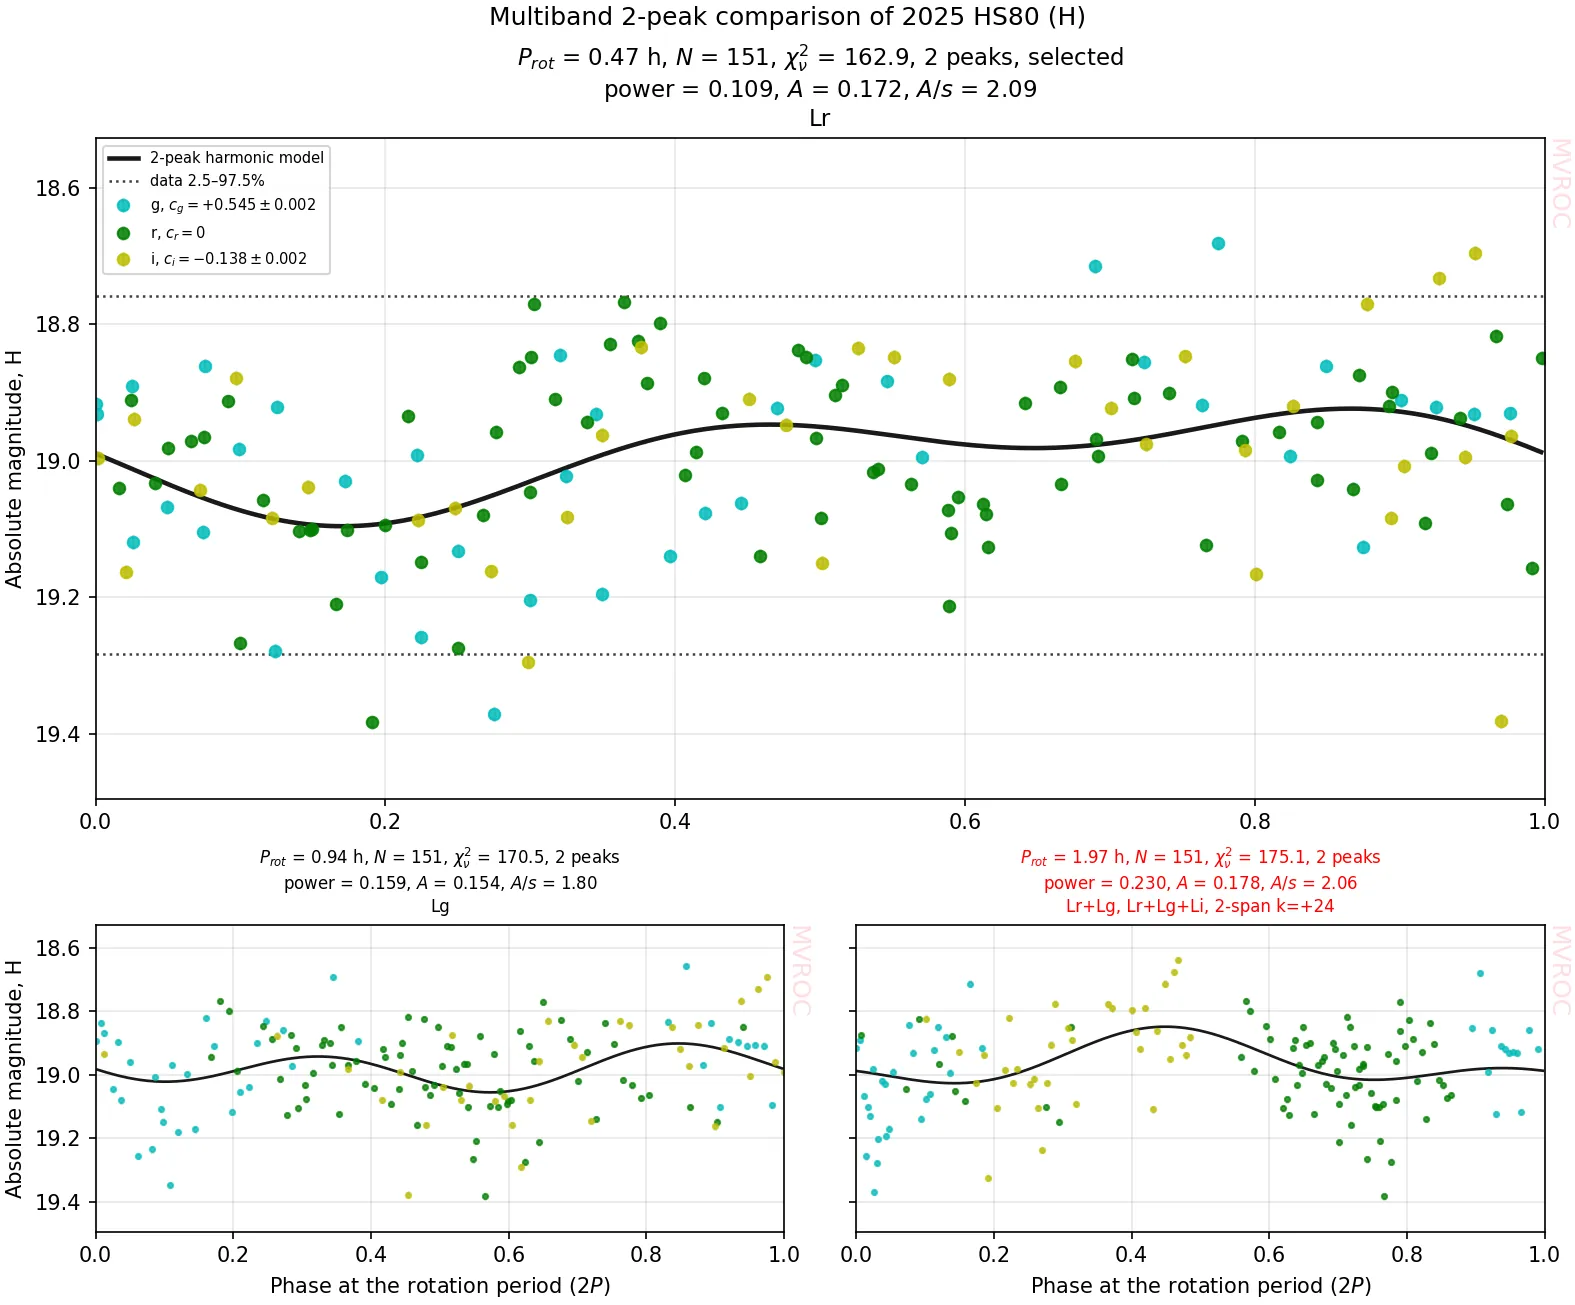 Multiband 2-peak comparison of 2025 HS80 (H)
P_rot = 0.47 h, N = 151, χ²_ν = 162.9, 2 peaks, selected
power = 0.109, A = 0.172, A/s = 2.09
Lr
2-peak harmonic model
data 2.5–97.5%
g, c_g = +0.545 ± 0.002
r, c_r = 0
i, c_i = −0.138 ± 0.002
MVROC
Absolute magnitude, H
18.6
18.8
19.0
19.2
19.4
0.0 0.2 0.4 0.6 0.8 1.0
P_rot = 0.94 h, N = 151, χ²_ν = 170.5, 2 peaks
power = 0.159, A = 0.154, A/s = 1.80
Lg
MVROC
Absolute magnitude, H
18.6
18.8
19.0
19.2
19.4
0.0 0.2 0.4 0.6 0.8 1.0
Phase at the rotation period (2P)
P_rot = 1.97 h, N = 151, χ²_ν = 175.1, 2 peaks
power = 0.230, A = 0.178, A/s = 2.06
Lr+Lg, Lr+Lg+Li, 2-span k=+24
MVROC
0.0 0.2 0.4 0.6 0.8 1.0
Phase at the rotation period (2P)